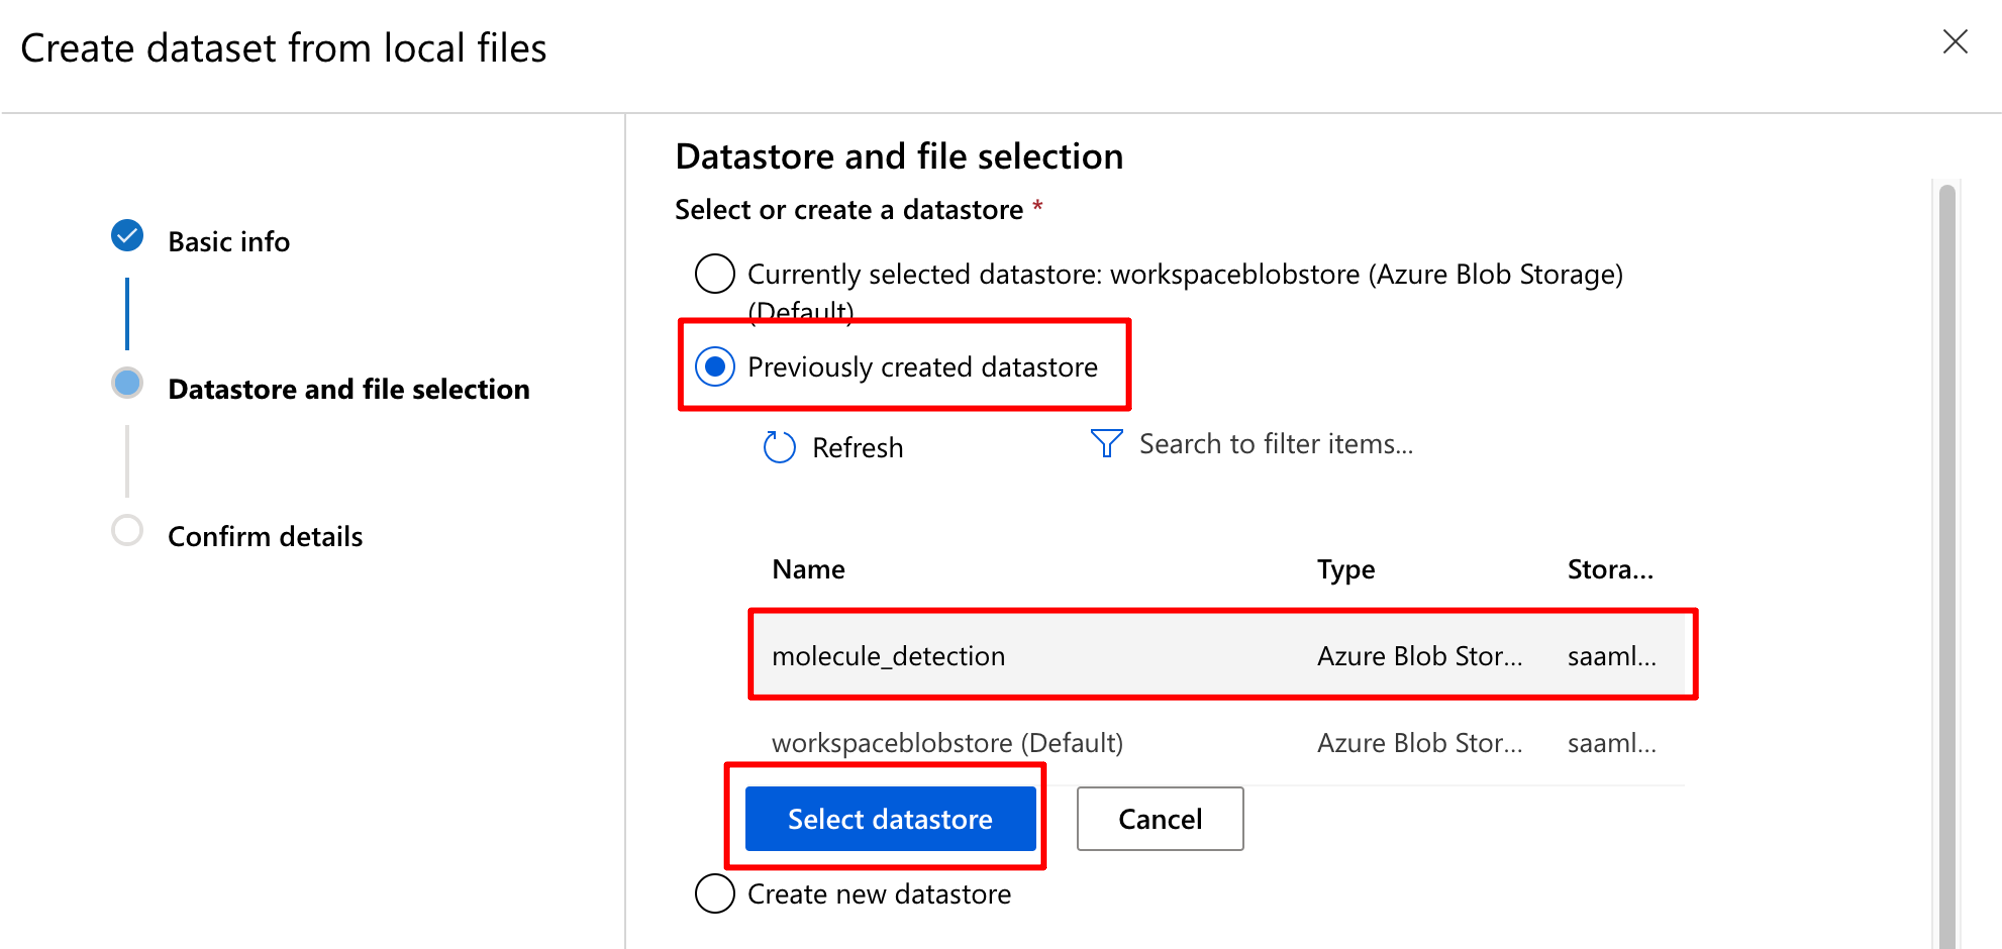 Create dataset from local files
Basic info
Datastore and file selection
Confirm details
Datastore and file selection
Select or create a datastore *
Currently selected datastore: workspaceblobstore (Azure Blob Storage)
(Default)
Previously created datastore
Refresh
Search to filter items...
Name Type Stora...
molecule_detection Azure Blob Stor... saaml...
workspaceblobstore (Default) Azure Blob Stor... saaml...
Select datastore
Cancel
Create new datastore